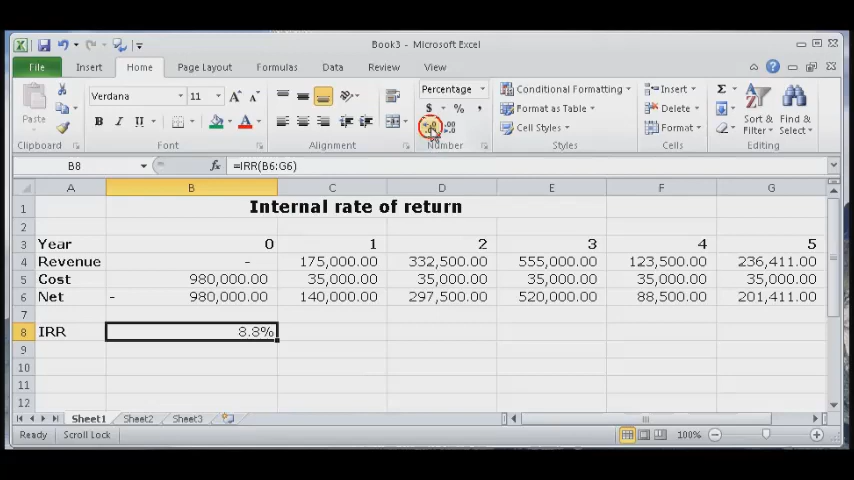 Book3 - Microsoft Excel
File Insert Home Page Layout Formulas Data Review View
Paste
Clipboard
Verdana 11
B I U A
Font
Alignment
Percentage
$ % ,
Number
Conditional Formatting
Format as Table
Cell Styles
Styles
Insert
Delete
Format
Cells
Σ
Sort & Filter
Find & Select
Editing
B8 fx =IRR(B6:G6)
A B C D E F G
1 Internal rate of return
2
3 Year 0 1 2 3 4 5
4 Revenue - 175,000.00 332,500.00 555,000.00 123,500.00 236,411.00
5 Cost 980,000.00 35,000.00 35,000.00 35,000.00 35,000.00 35,000.00
6 Net - 980,000.00 140,000.00 297,500.00 520,000.00 88,500.00 201,411.00
7
8 IRR 8.8%
9
10
11
12
Sheet1 Sheet2 Sheet3
Ready Scroll Lock 100%